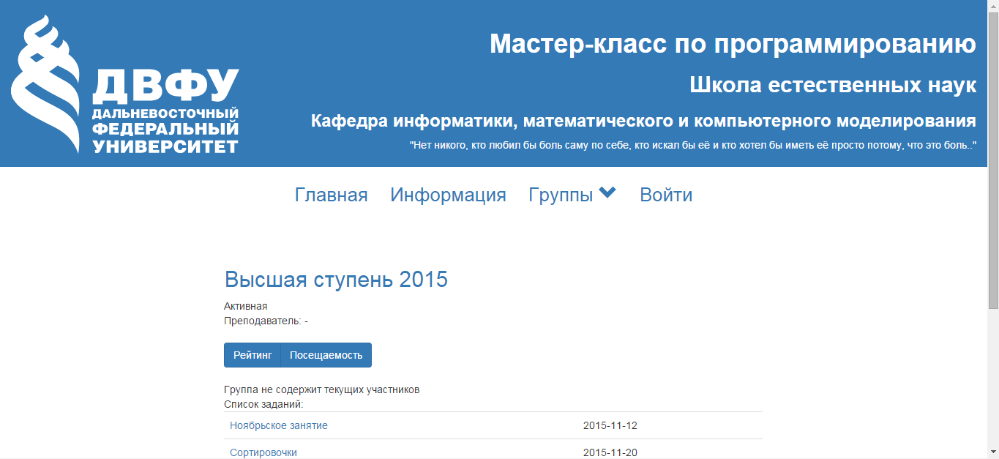 ДВФУ
ДАЛЬНЕВОСТОЧНЫЙ
ФЕДЕРАЛЬНЫЙ
УНИВЕРСИТЕТ
Мастер-класс по программированию
Школа естественных наук
Кафедра информатики, математического и компьютерного моделирования
"Нет никого, кто любил бы боль саму по себе, кто искал бы её и кто хотел бы иметь её просто потому, что это боль.."
Главная Информация Группы Войти
Высшая ступень 2015
Активная
Преподаватель: -
Рейтинг Посещаемость
Группа не содержит текущих участников
Список заданий:
Ноябрьское занятие 2015-11-12
Сортировочки 2015-11-20